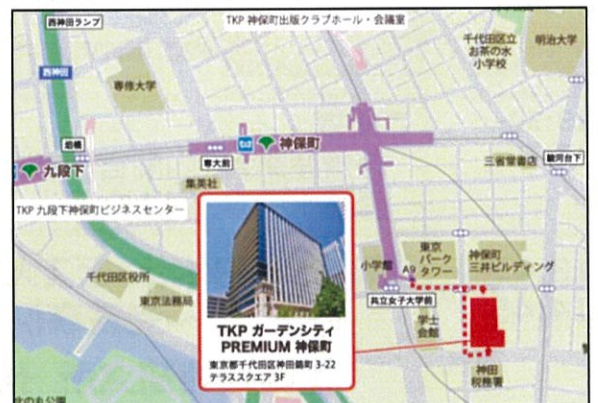 西神田ランプ
TKP 神保町出版クラブホール・会議室
千代田区立
お茶の水
小学校
明治大学
西神田
専修大学
俎橋
神保町
専大前
九段下
三省堂書店
駿河台下
集英社
TKP 九段下神保町ビジネスセンター
千代田区役所
東京法務局
小学館
A9
東京
パーク
タワー
神保町
三井ビルディング
共立女子大学前
学士
会館
TKP ガーデンシティ
PREMIUM 神保町
東京都千代田区神田錦町 3-22
テラススクエア 3F
神田
税務署
北の丸公園